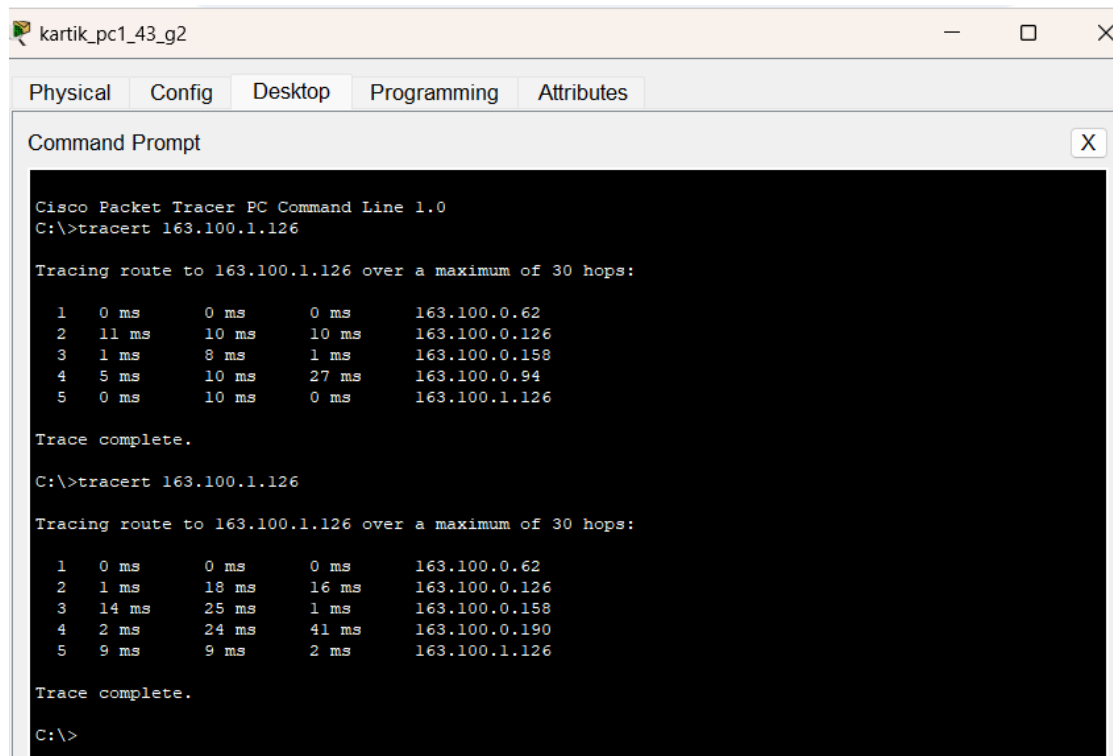 kartik_pc1_43_g2
Physical Config Desktop Programming Attributes
Command Prompt X
Cisco Packet Tracer PC Command Line 1.0
C:\>tracert 163.100.1.126
Tracing route to 163.100.1.126 over a maximum of 30 hops:
1 0 ms 0 ms 0 ms 163.100.0.62
2 11 ms 10 ms 10 ms 163.100.0.126
3 1 ms 8 ms 1 ms 163.100.0.158
4 5 ms 10 ms 27 ms 163.100.0.94
5 0 ms 10 ms 0 ms 163.100.1.126
Trace complete.
C:\>tracert 163.100.1.126
Tracing route to 163.100.1.126 over a maximum of 30 hops:
1 0 ms 0 ms 0 ms 163.100.0.62
2 1 ms 18 ms 16 ms 163.100.0.126
3 14 ms 25 ms 1 ms 163.100.0.158
4 2 ms 24 ms 41 ms 163.100.0.190
5 9 ms 9 ms 2 ms 163.100.1.126
Trace complete.
C:\>